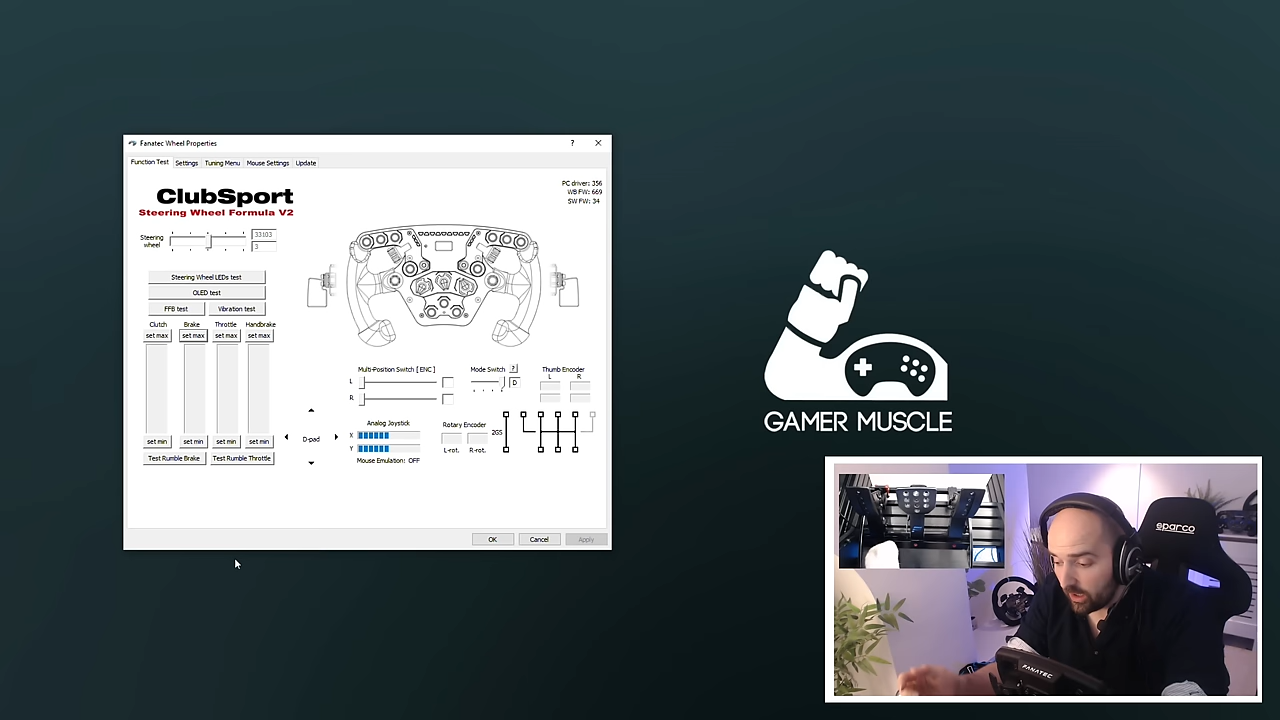 Fanatec Wheel Properties
?
Function Test
Settings
Tuning Menu
Mouse Settings
Update
PC driver: 356
WB FW: 669
SW FW: 34
ClubSport
Steering Wheel Formula V2
Steering wheel
33103
3
Steering Wheel LEDs test
OLED test
FFB test
Vibration test
Clutch
Brake
Throttle
Handbrake
set max
set max
set max
set max
set min
set min
set min
set min
Test Rumble Brake
Test Rumble Throttle
D-pad
Multi-Position Switch [ ENC ]
L
R
Mode Switch
?
D
Thumb Encoder
L
R
Analog Joystick
X
Y
Mouse Emulation: OFF
Rotary Encoder
L-rot.
R-rot.
2GS
OK
Cancel
Apply
GAMER MUSCLE
sparco
FANATEC